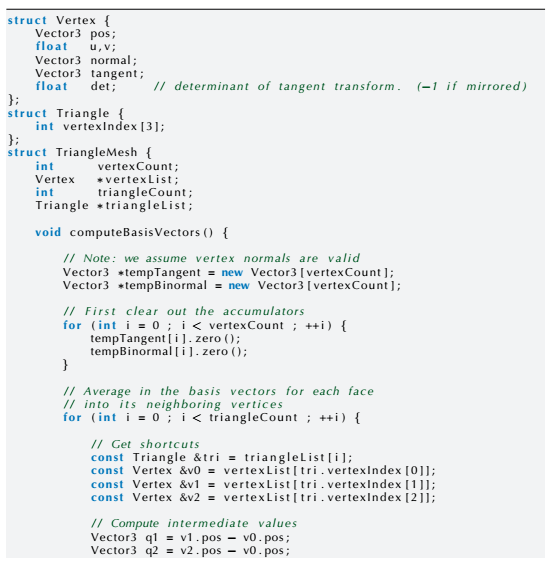 struct Vertex {
    Vector3 pos;
    float   u,v;
    Vector3 normal;
    Vector3 tangent;
    float   det;     // determinant of tangent transform.  (−1 if mirrored)
};
struct Triangle {
    int vertexIndex[3];
};
struct TriangleMesh {
    int       vertexCount;
    Vertex   *vertexList;
    int       triangleCount;
    Triangle *triangleList;

    void computeBasisVectors() {

        // Note: we assume vertex normals are valid
        Vector3 *tempTangent = new Vector3[vertexCount];
        Vector3 *tempBinormal = new Vector3[vertexCount];

        // First clear out the accumulators
        for (int i = 0 ; i < vertexCount ; ++i) {
            tempTangent[i].zero();
            tempBinormal[i].zero();
        }

        // Average in the basis vectors for each face
        // into its neighboring vertices
        for (int i = 0 ; i < triangleCount ; ++i) {

            // Get shortcuts
            const Triangle &tri = triangleList[i];
            const Vertex &v0 = vertexList[tri.vertexIndex[0]];
            const Vertex &v1 = vertexList[tri.vertexIndex[1]];
            const Vertex &v2 = vertexList[tri.vertexIndex[2]];

            // Compute intermediate values
            Vector3 q1 = v1.pos − v0.pos;
            Vector3 q2 = v2.pos − v0.pos;